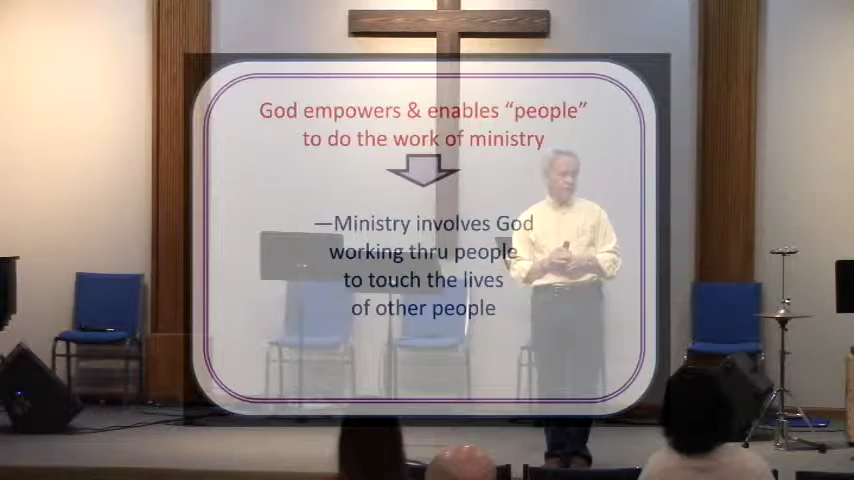 God empowers & enables “people”
to do the work of ministry
—Ministry involves God
working thru people
to touch the lives
of other people